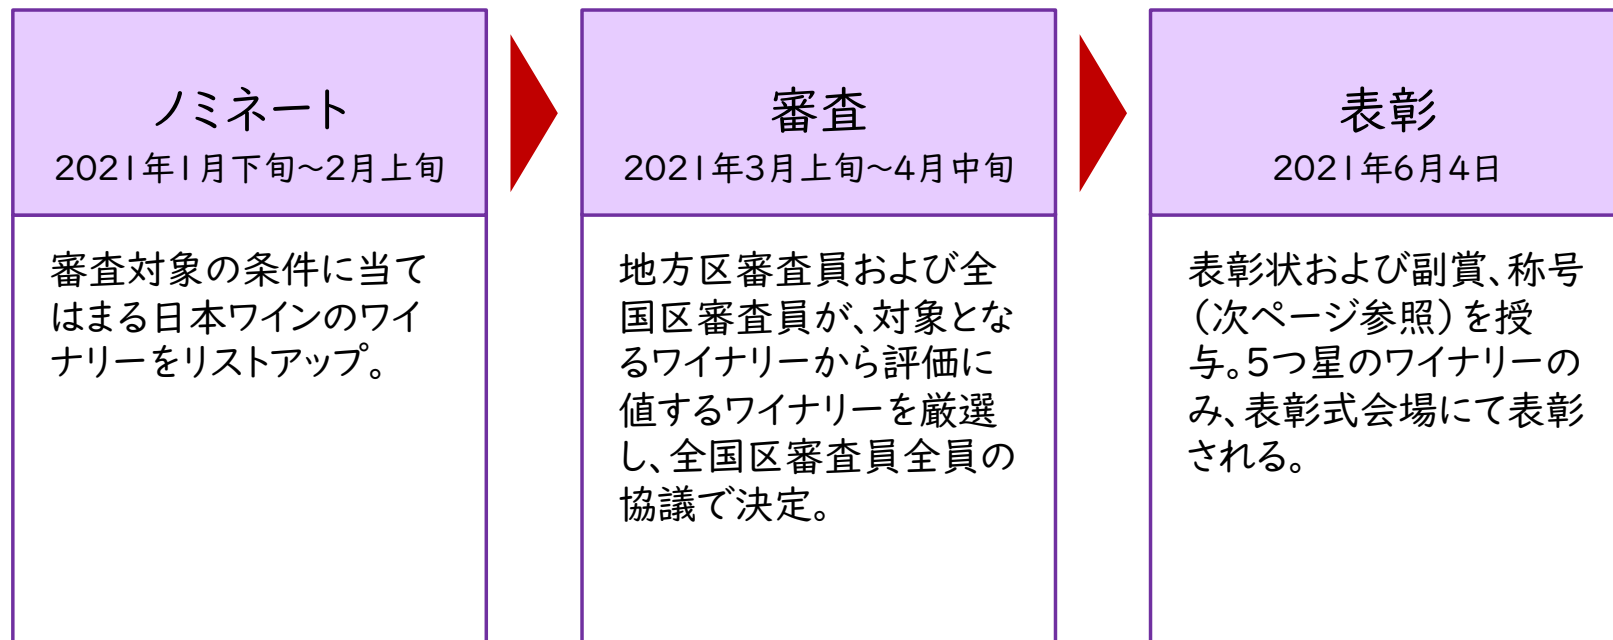 ノミネート
2021年1月下旬~2月上旬
審査対象の条件に当て
はまる日本ワインのワイ
ナリーをリストアップ。
審査
2021年3月上旬~4月中旬
地方区審査員および全
国区審査員が、対象とな
るワイナリーから評価に
値するワイナリーを厳選
し、全国区審査員全員の
協議で決定。
表彰
2021年6月4日
表彰状および副賞、称号
(次ページ参照)を授
与。5つ星のワイナリーの
み、表彰式会場にて表彰
される。